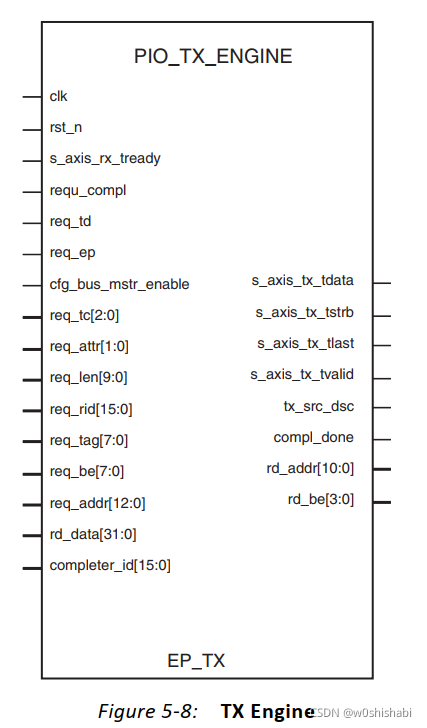 PIO_TX_ENGINE
clk
rst_n
s_axis_rx_tready
requ_compl
req_td
req_ep
cfg_bus_mstr_enable
req_tc[2:0]
req_attr[1:0]
req_len[9:0]
req_rid[15:0]
req_tag[7:0]
req_be[7:0]
req_addr[12:0]
rd_data[31:0]
completer_id[15:0]
s_axis_tx_tdata
s_axis_tx_tstrb
s_axis_tx_tlast
s_axis_tx_tvalid
tx_src_dsc
compl_done
rd_addr[10:0]
rd_be[3:0]
EP_TX
Figure 5-8: TX Engine
@w0shishabi